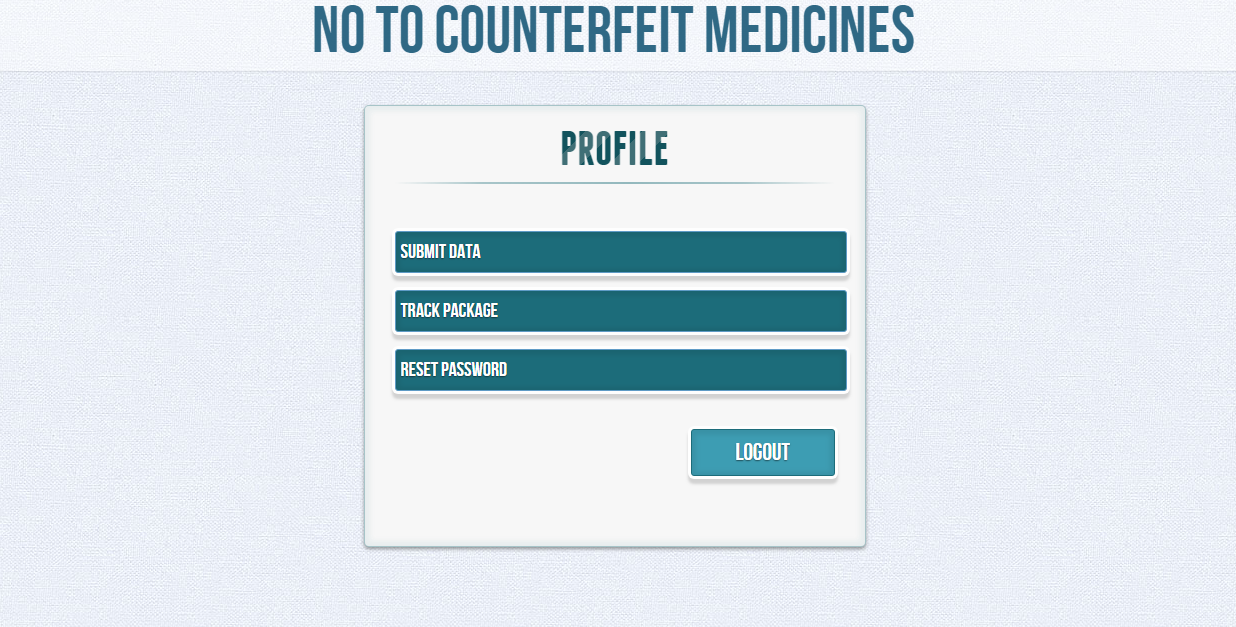 NO TO COUNTERFEIT MEDICINES
PROFILE
SUBMIT DATA
TRACK PACKAGE
RESET PASSWORD
LOGOUT